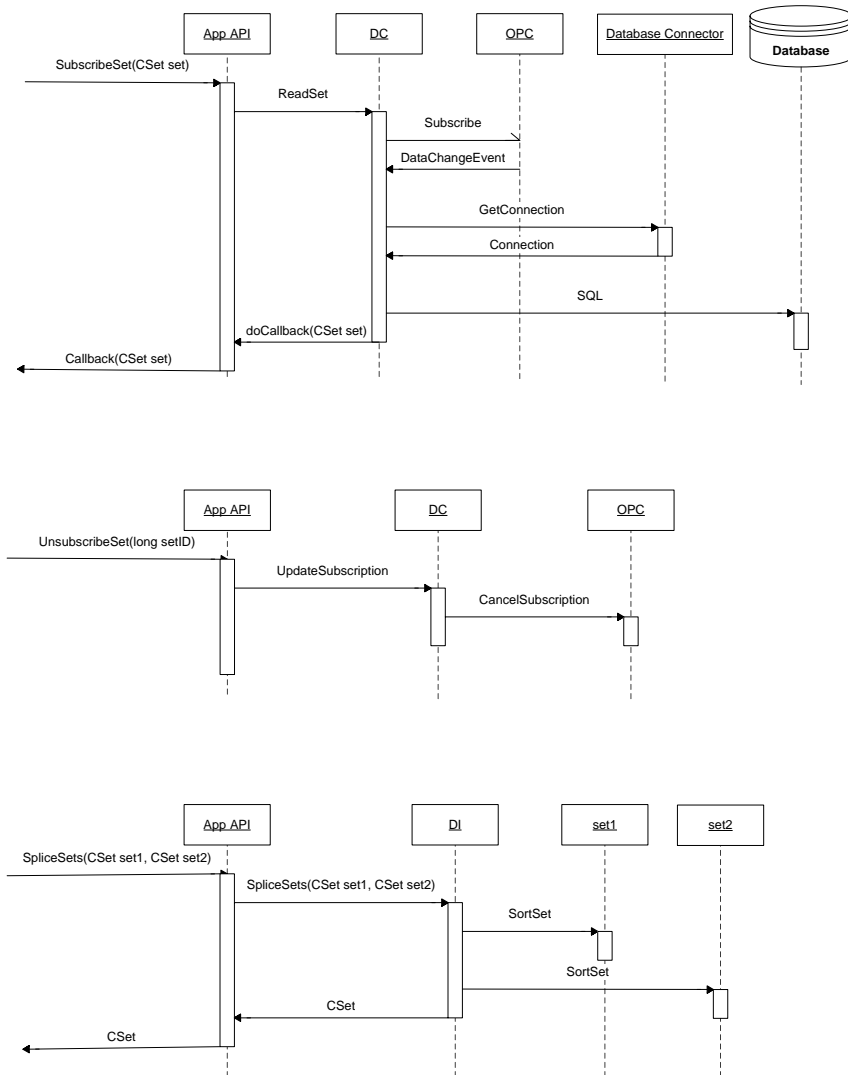 App API
DC
OPC
Database Connector
Database
SubscribeSet(CSet set)
ReadSet
Subscribe
DataChangeEvent
GetConnection
Connection
SQL
doCallback(CSet set)
Callback(CSet set)
App API
DC
OPC
UnsubscribeSet(long setID)
UpdateSubscription
CancelSubscription
App API
DI
set1
set2
SpliceSets(CSet set1, CSet set2)
SpliceSets(CSet set1, CSet set2)
SortSet
SortSet
CSet
CSet